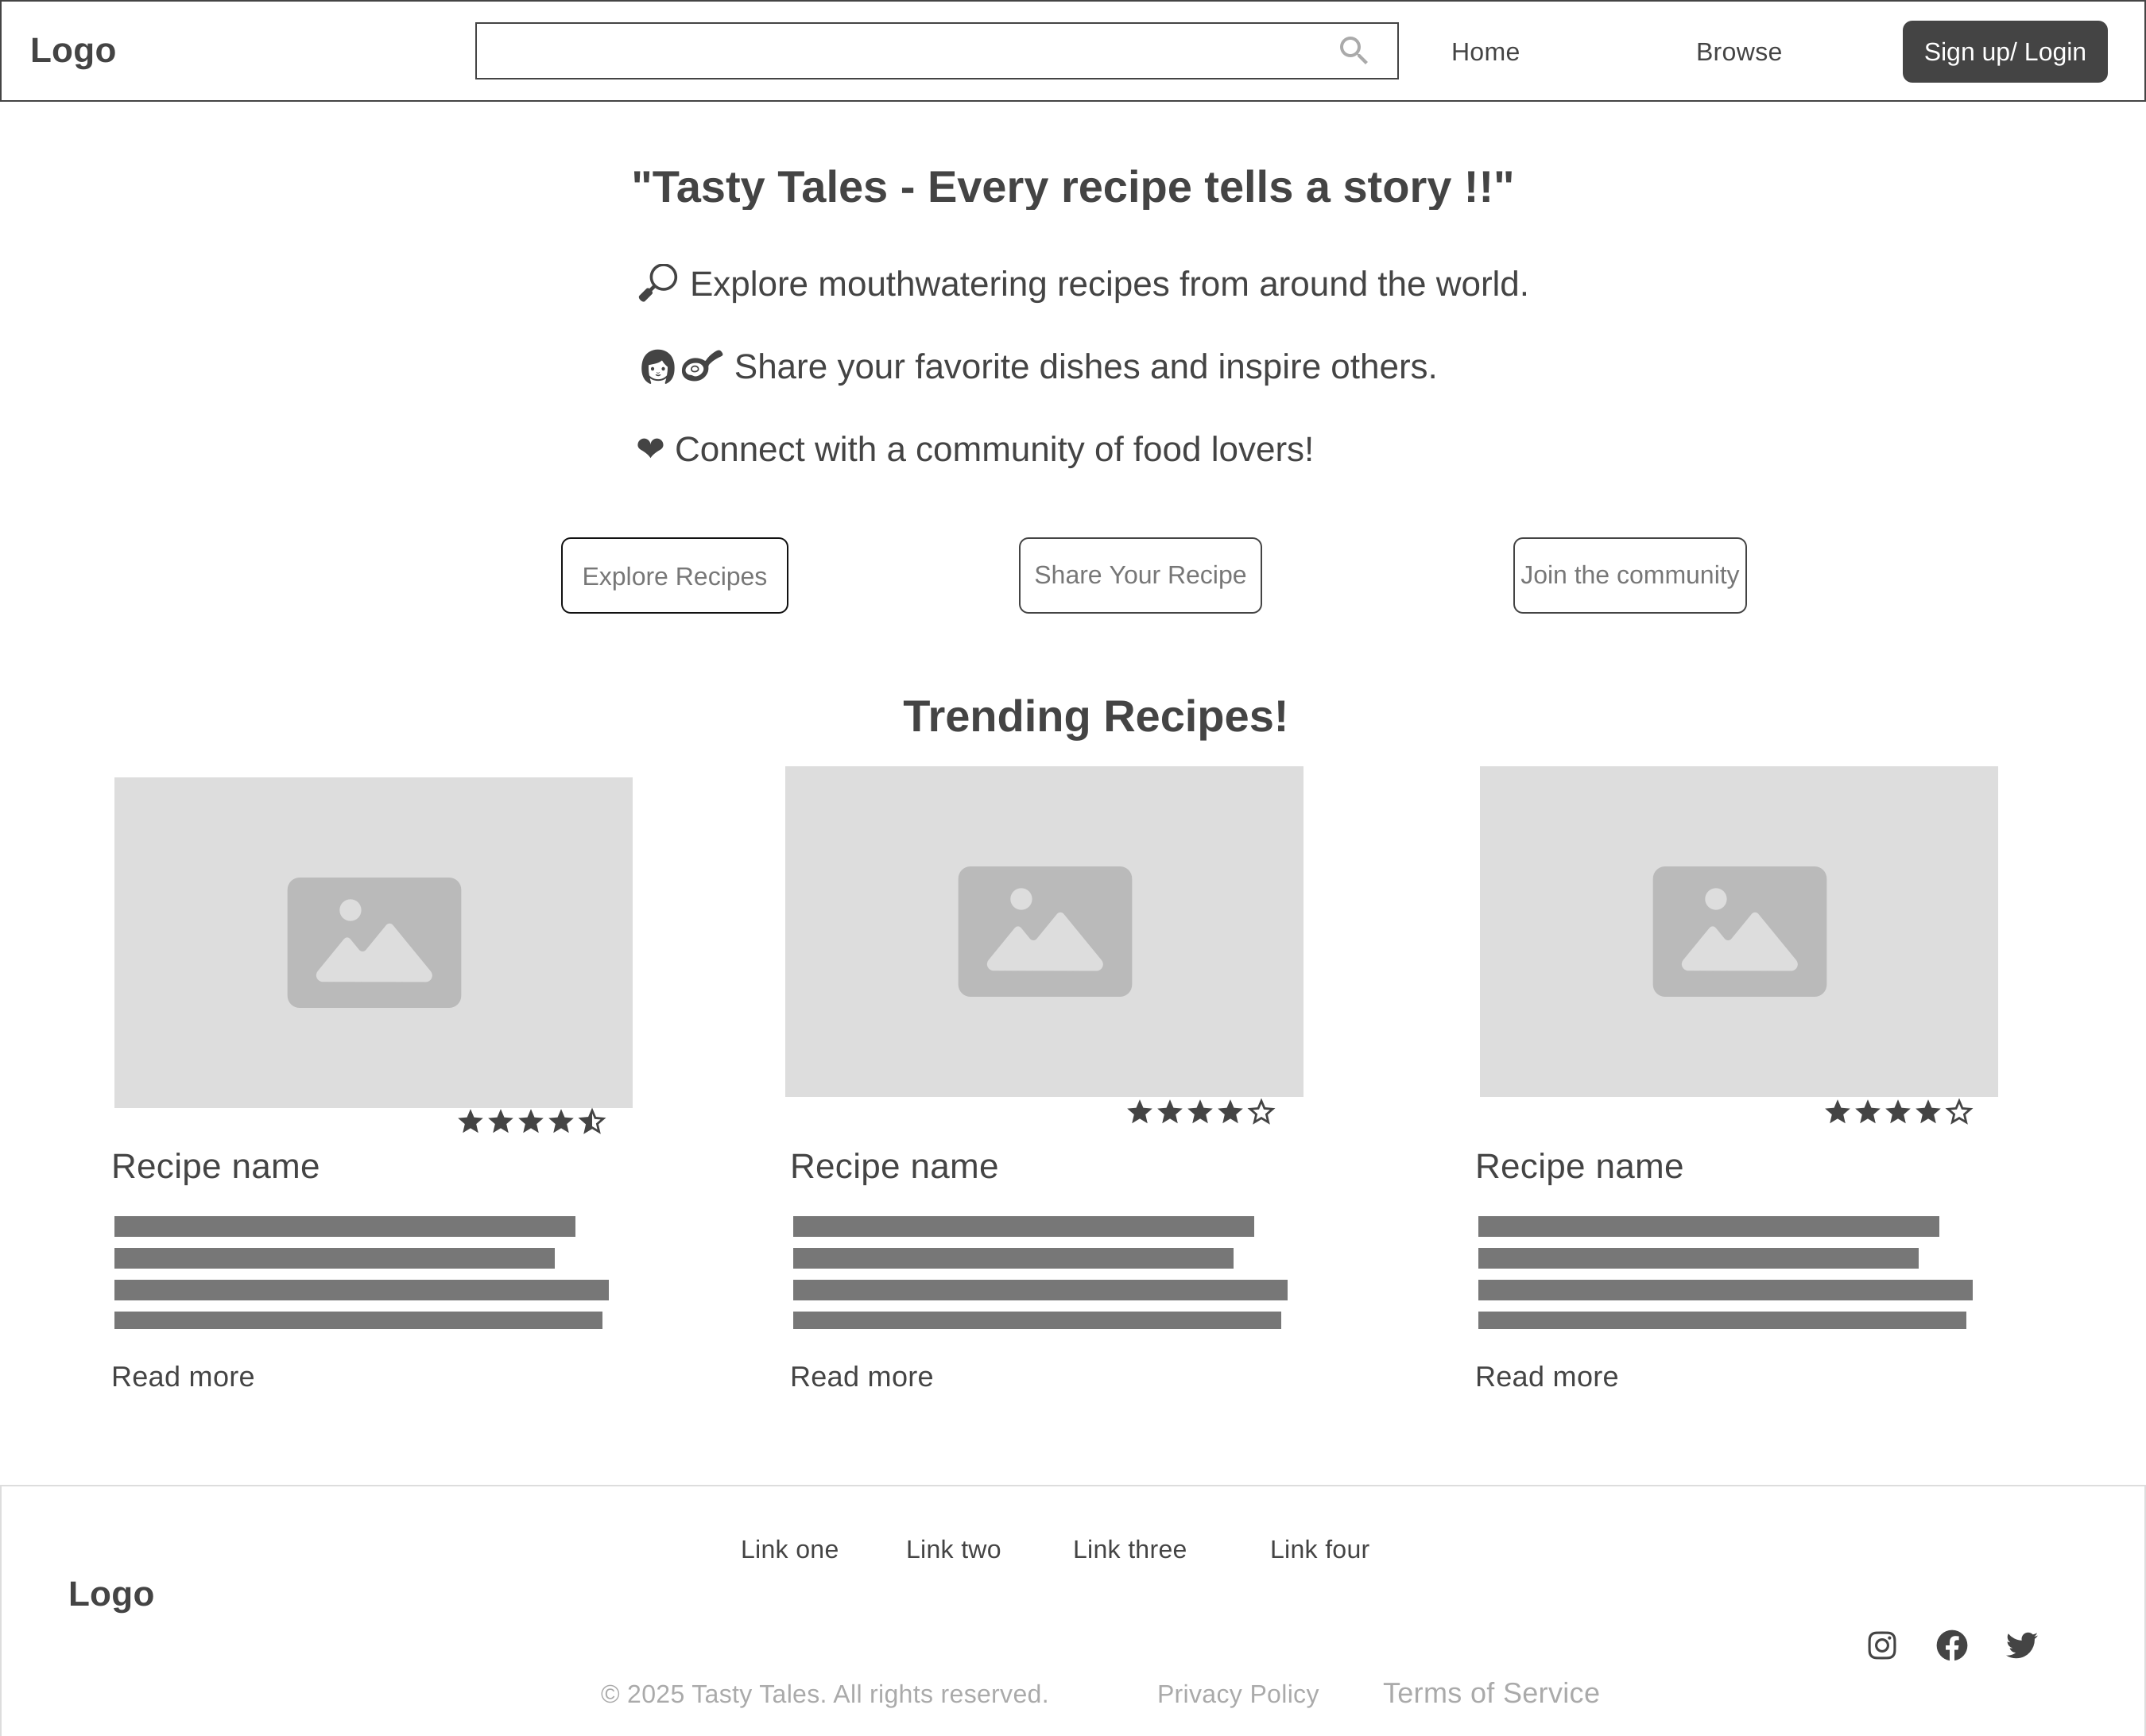 Logo
Home
Browse
Sign up/ Login
"Tasty Tales - Every recipe tells a story !!"
🔎 Explore mouthwatering recipes from around the world.
👩🍳 Share your favorite dishes and inspire others.
❤ Connect with a community of food lovers!
Explore Recipes
Share Your Recipe
Join the community
Trending Recipes!
Recipe name
Read more
Recipe name
Read more
Recipe name
Read more
Link one
Link two
Link three
Link four
Logo
© 2025 Tasty Tales. All rights reserved.
Privacy Policy
Terms of Service